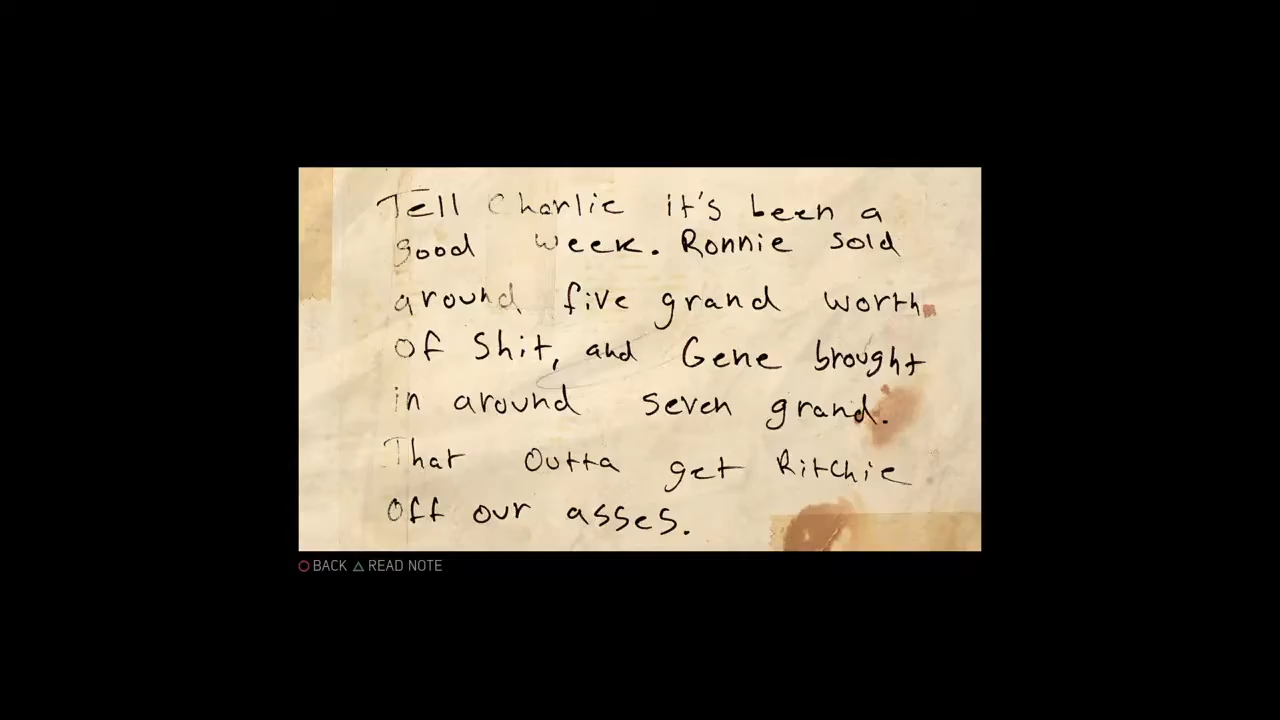 Tell Charlie it's been a
good week. Ronnie sold
around five grand worth
of Shit, and Gene brought
in around seven grand.
That Outta get Ritchie
Off our asses.
BACK READ NOTE